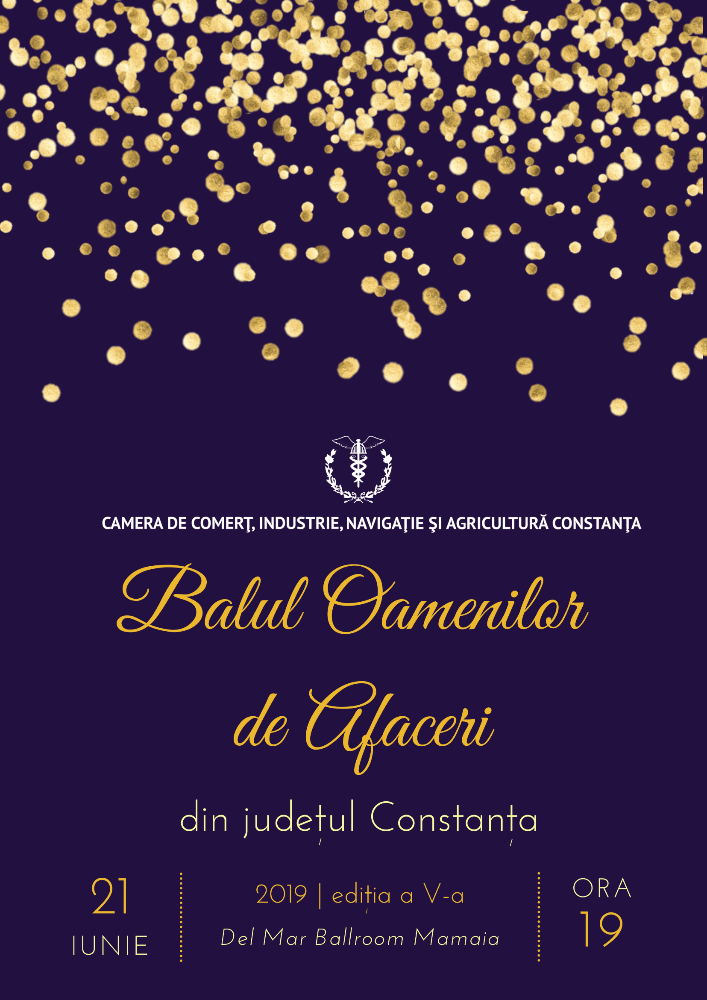 CAMERA DE COMERŢ, INDUSTRIE, NAVIGAŢIE ŞI AGRICULTURĂ CONSTANŢA
Balul Oamenilor
de Afaceri
din județul Constanța
21
IUNIE
2019 | ediția a V-a
Del Mar Ballroom Mamaia
ORA
19